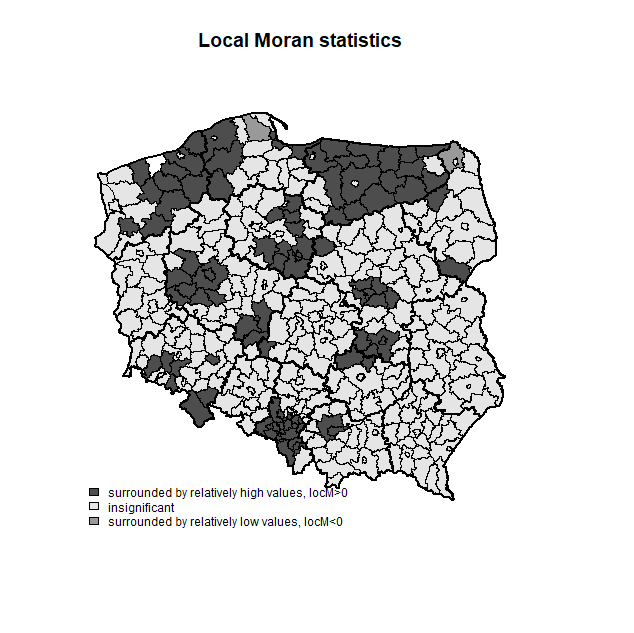 Local Moran statistics
surrounded by relatively high values, locM>0
insignificant
surrounded by relatively low values, locM<0